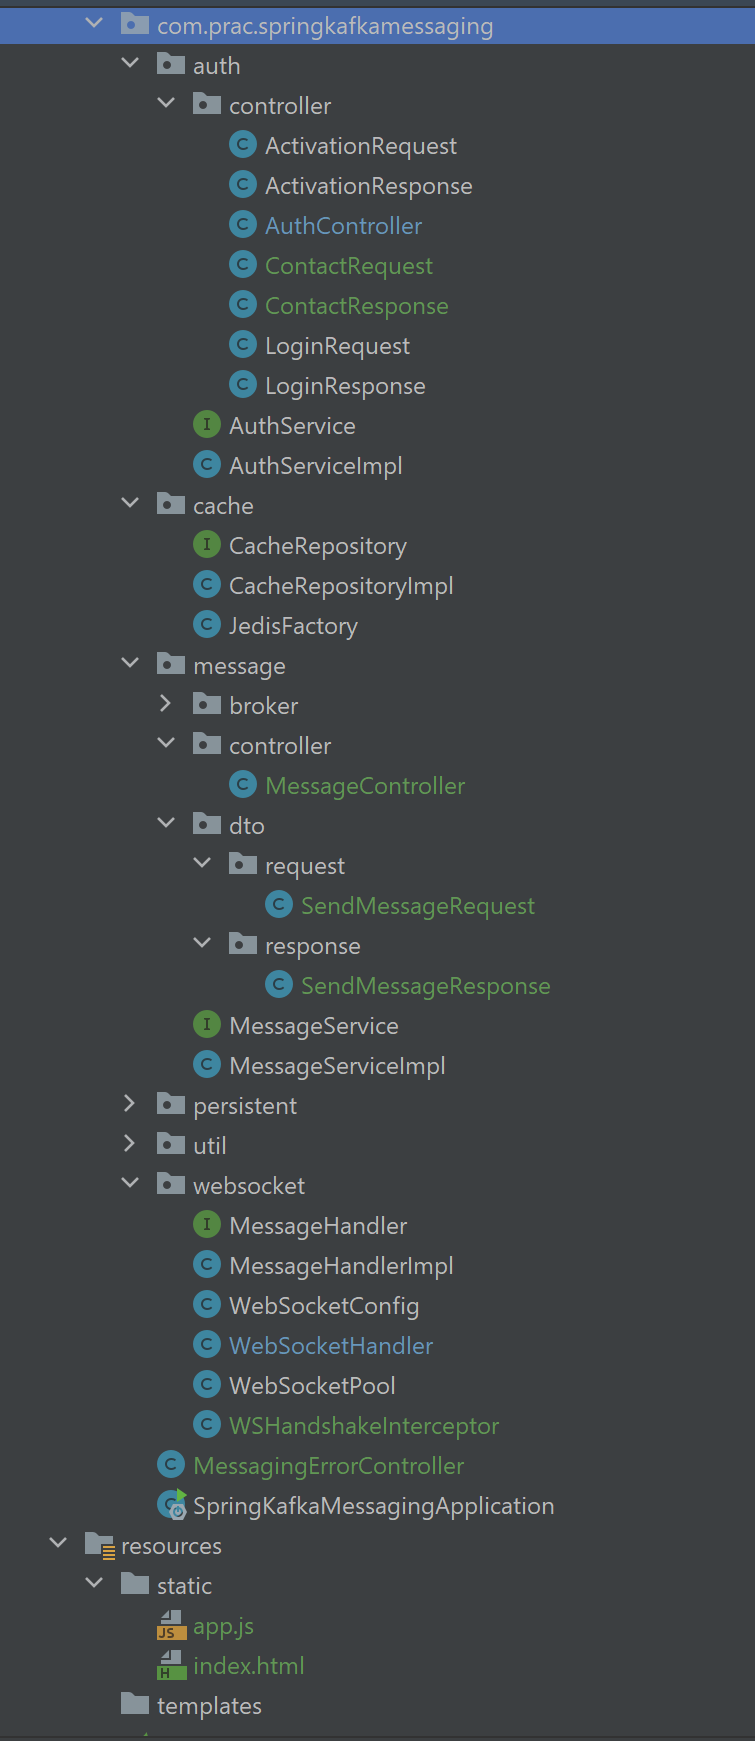 com.prac.springkafkamessaging
auth
controller
C ActivationRequest
C ActivationResponse
C AuthController
C ContactRequest
C ContactResponse
C LoginRequest
C LoginResponse
I AuthService
C AuthServiceImpl
cache
I CacheRepository
C CacheRepositoryImpl
C JedisFactory
message
broker
controller
C MessageController
dto
request
C SendMessageRequest
response
C SendMessageResponse
I MessageService
C MessageServiceImpl
persistent
util
websocket
I MessageHandler
C MessageHandlerImpl
C WebSocketConfig
C WebSocketHandler
C WebSocketPool
C WSHandshakeInterceptor
C MessagingErrorController
C SpringKafkaMessagingApplication
resources
static
JS app.js
H index.html
templates